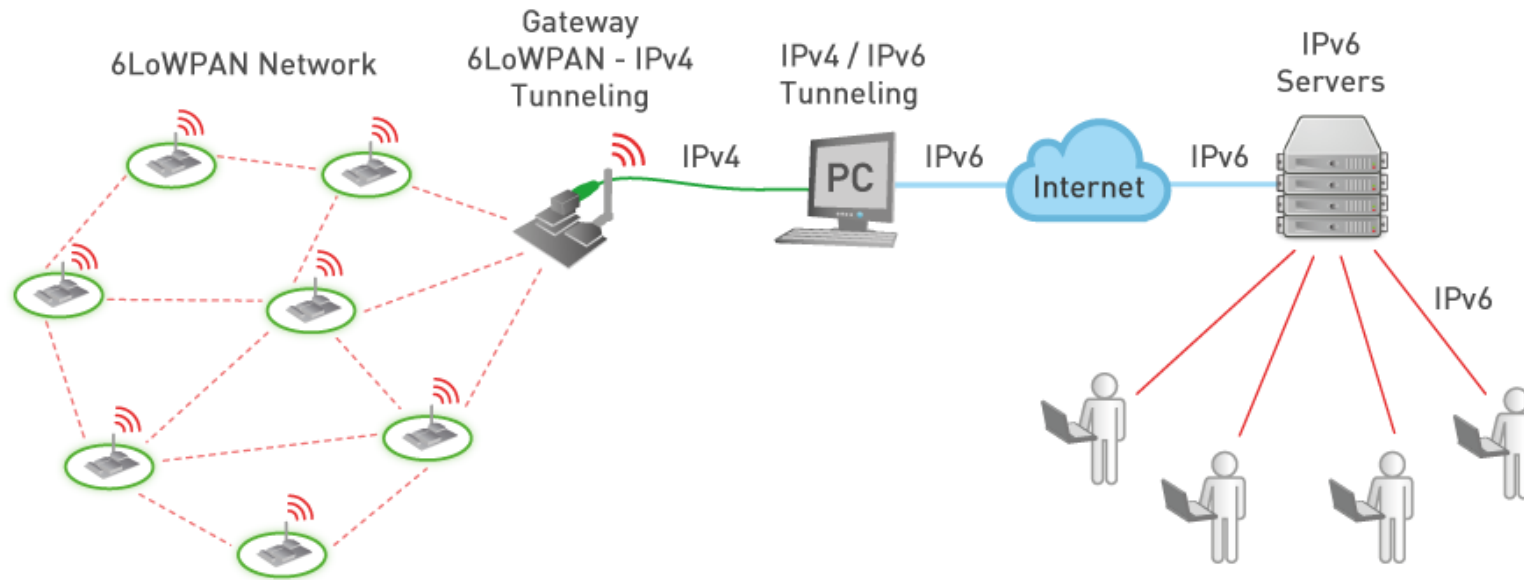 6LoWPAN Network
Gateway
6LoWPAN - IPv4
Tunneling
IPv4 / IPv6
Tunneling
IPv6
Servers
IPv4
PC
IPv6
Internet
IPv6
IPv6